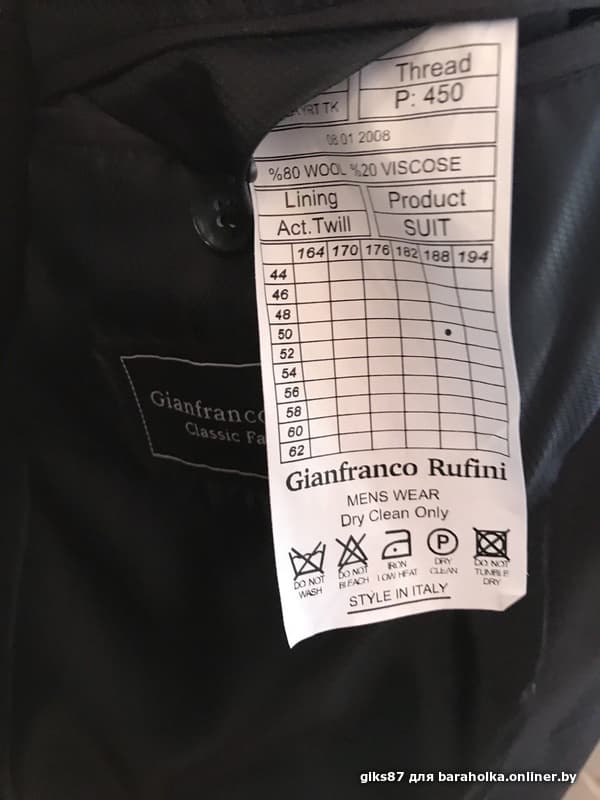 Thread
P: 450
08 01 2008
%80 WOOL %20 VISCOSE
Lining Product
Act.Twill SUIT
164 170 176 182 188 194
44
46
48
50
52
54
56
58
60
62
Gianfranco
Classic
Gianfranco Rufini
MENS WEAR
Dry Clean Only
P
DO NOT WASH
DO NOT BLEACH
IRON LOW HEAT
DRY CLEAN
DO NOT TUMBLE DRY
STYLE IN ITALY
giks87 для baraholka.onliner.by